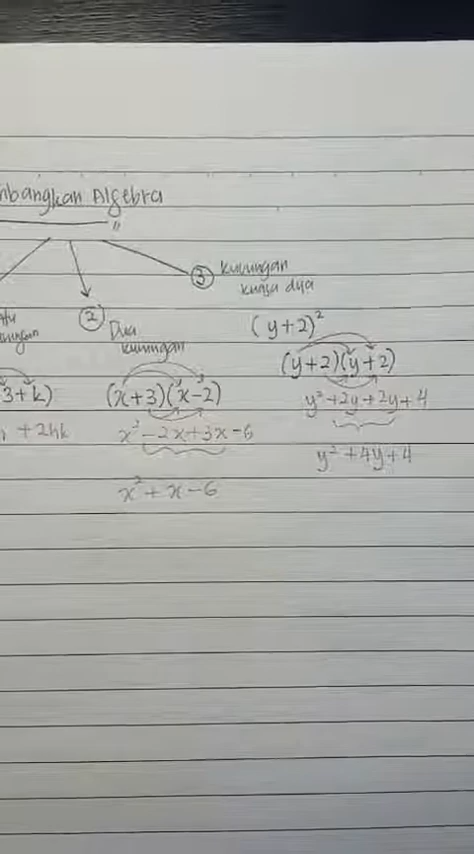 mbangkan Algebra
③ kurungan
kuasa dua
②
Dua
kurungan
(y+2)²
(y+2)(y+2)
y²+2y+2y+4
y²+4y+4
3+k)
+2hk
(x+3)(x-2)
x²-2x+3x-6
x²+x-6